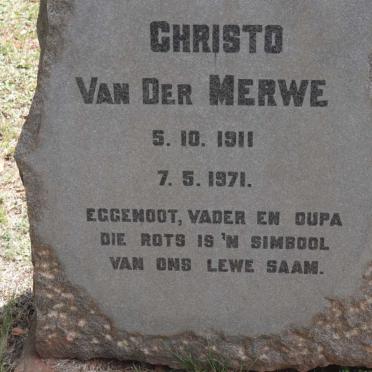 CHRISTO
VAN DER MERWE
5. 10. 1911
7. 5. 1971.
EGGENOOT, VADER EN OUPA
DIE ROTS IS 'N SIMBOOL
VAN ONS LEWE SAAM.